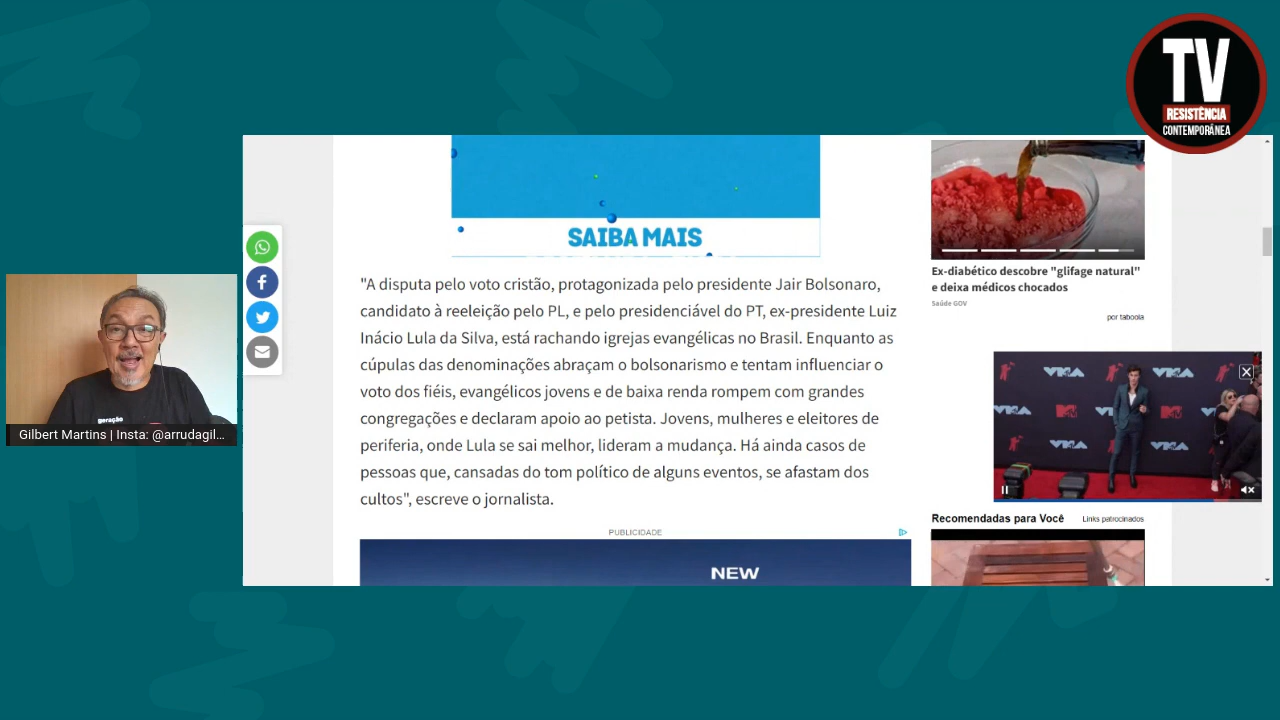 TV
RESISTÊNCIA
CONTEMPORÂNEA
SAIBA MAIS
"A disputa pelo voto cristão, protagonizada pelo presidente Jair Bolsonaro,
candidato à reeleição pelo PL, e pelo presidenciável do PT, ex-presidente Luiz
Inácio Lula da Silva, está rachando igrejas evangélicas no Brasil. Enquanto as
cúpulas das denominações abraçam o bolsonarismo e tentam influenciar o
voto dos fiéis, evangélicos jovens e de baixa renda rompem com grandes
congregações e declaram apoio ao petista. Jovens, mulheres e eleitores de
periferia, onde Lula se sai melhor, lideram a mudança. Há ainda casos de
pessoas que, cansadas do tom político de alguns eventos, se afastam dos
cultos", escreve o jornalista.
PUBLICIDADE
NEW
Ex-diabético descobre "glifage natural"
e deixa médicos chocados
Saúde GOV
por taboola
VMA
VMA
VMA
VMA
Recomendadas para Você
Links patrocinados
geração
Gilbert Martins | Insta: @arrudagil...